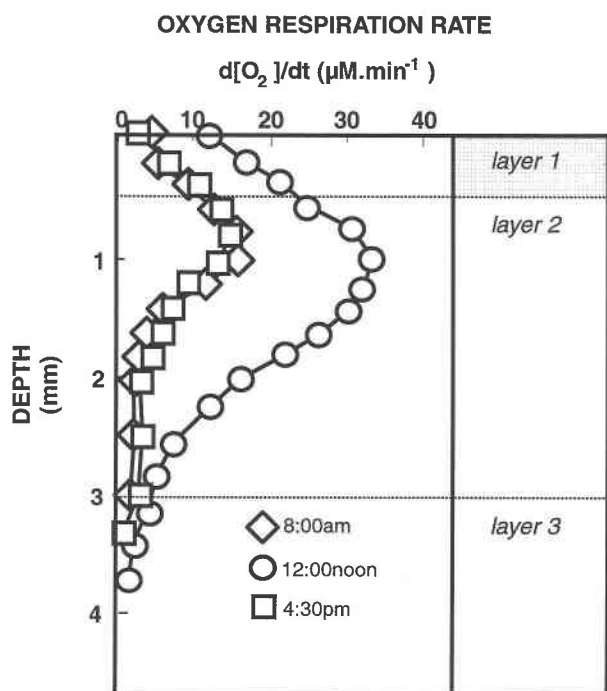 OXYGEN RESPIRATION RATE
d[O₂]/dt (µM.min⁻¹)
0 10 20 30 40
layer 1
layer 2
1
DEPTH
(mm)
2
3
layer 3
8:00am
12:00noon
4:30pm
4